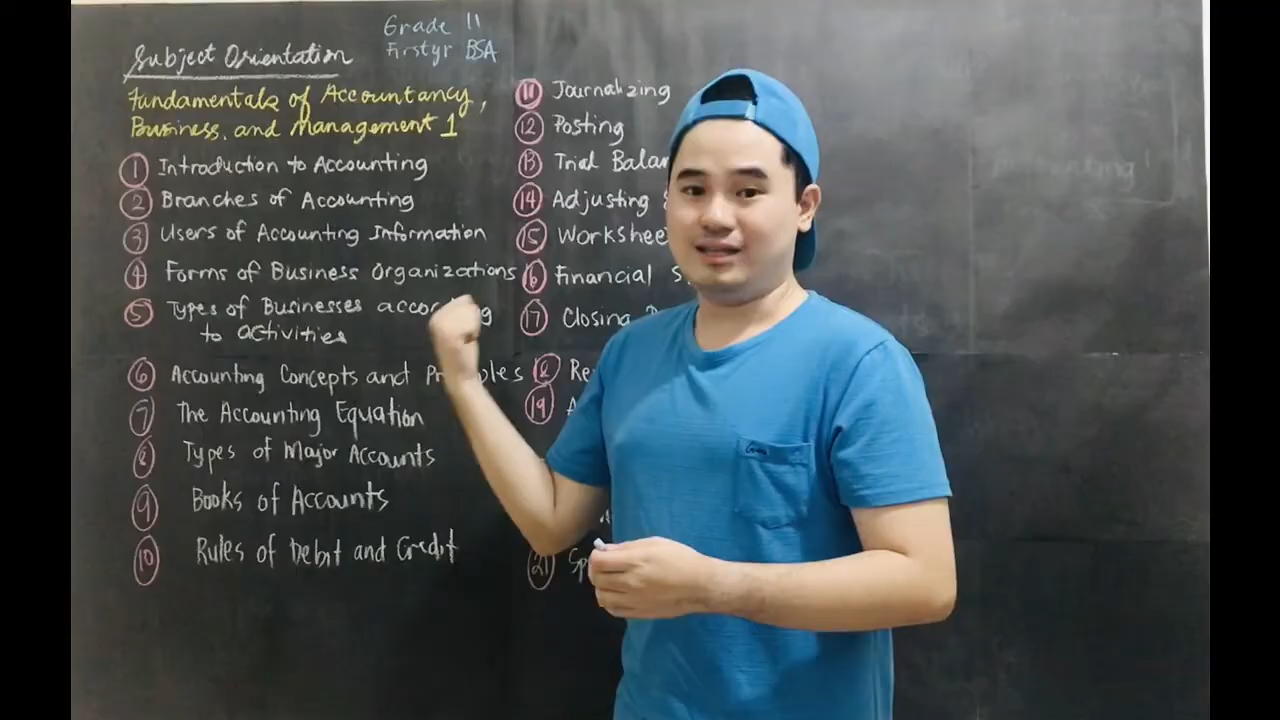 Grade 11
Firstyr BSA
Subject Orientation
Fundamentals of Accountancy,
Business, and Management 1
1 Introduction to Accounting
2 Branches of Accounting
3 Users of Accounting Information
4 Forms of Business Organizations
5 Types of Businesses
to activities
6 Accounting Concepts and
7 The Accounting Equation
8 Types of Major Accounts
9 Books of Accounts
10 Rules of Debit and Credit
11 Journalizing
12 Posting
13 Trial
14 Adjusting
15
16 Financial
17 Closing
18
19
21